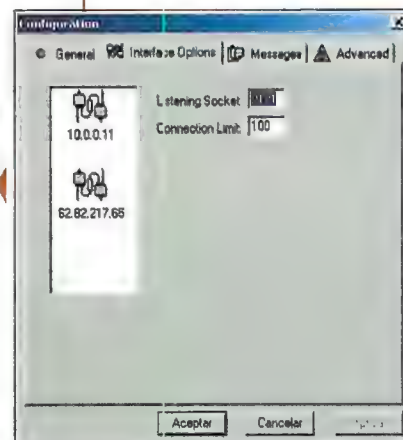 Configuration
General Interface Options Messages Advanced
10.0.0.11
62.82.217.65
Listening Socket
Connection Limit 100
Aceptar Cancelar